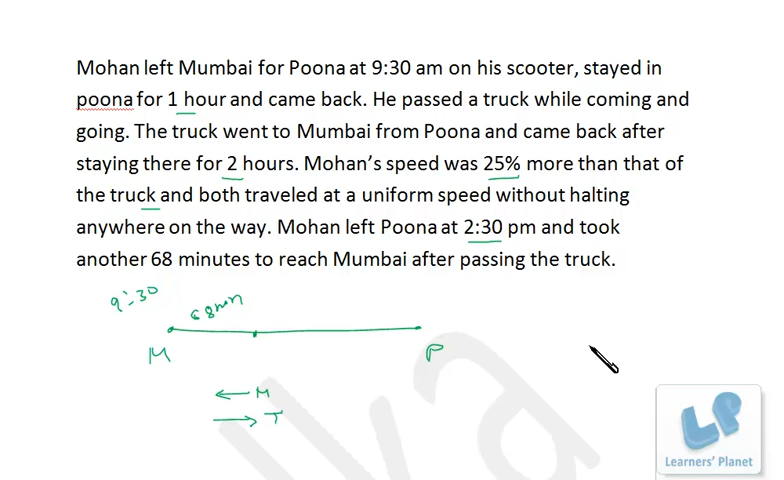 Mohan left Mumbai for Poona at 9:30 am on his scooter, stayed in
poona for 1 hour and came back. He passed a truck while coming and
going. The truck went to Mumbai from Poona and came back after
staying there for 2 hours. Mohan's speed was 25% more than that of
the truck and both traveled at a uniform speed without halting
anywhere on the way. Mohan left Poona at 2:30 pm and took
another 68 minutes to reach Mumbai after passing the truck.
9:30
68min
M P
← M
→ T
LP
Learners' Planet